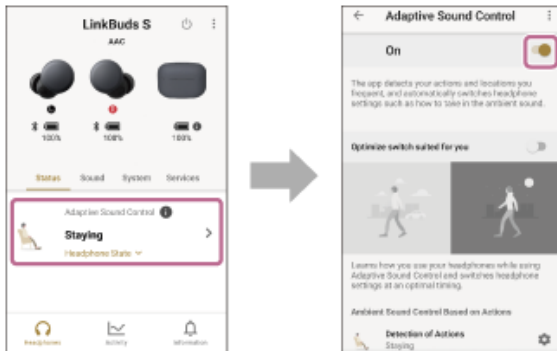 LinkBuds S
AAC
100%
100%
100%
Status Sound System Services
Adaptive Sound Control
Staying
Headphone State
Headphones Activity Information
Adaptive Sound Control
On
The app detects your actions and locations you
frequent, and automatically switches headphone
settings such as how to take in the ambient sound.
Optimize switch suited for you
Learns how you use your headphones while using
Adaptive Sound Control and switches headphone
settings at an optimal timing.
Ambient Sound Control Based on Actions
Detection of Actions
Staying